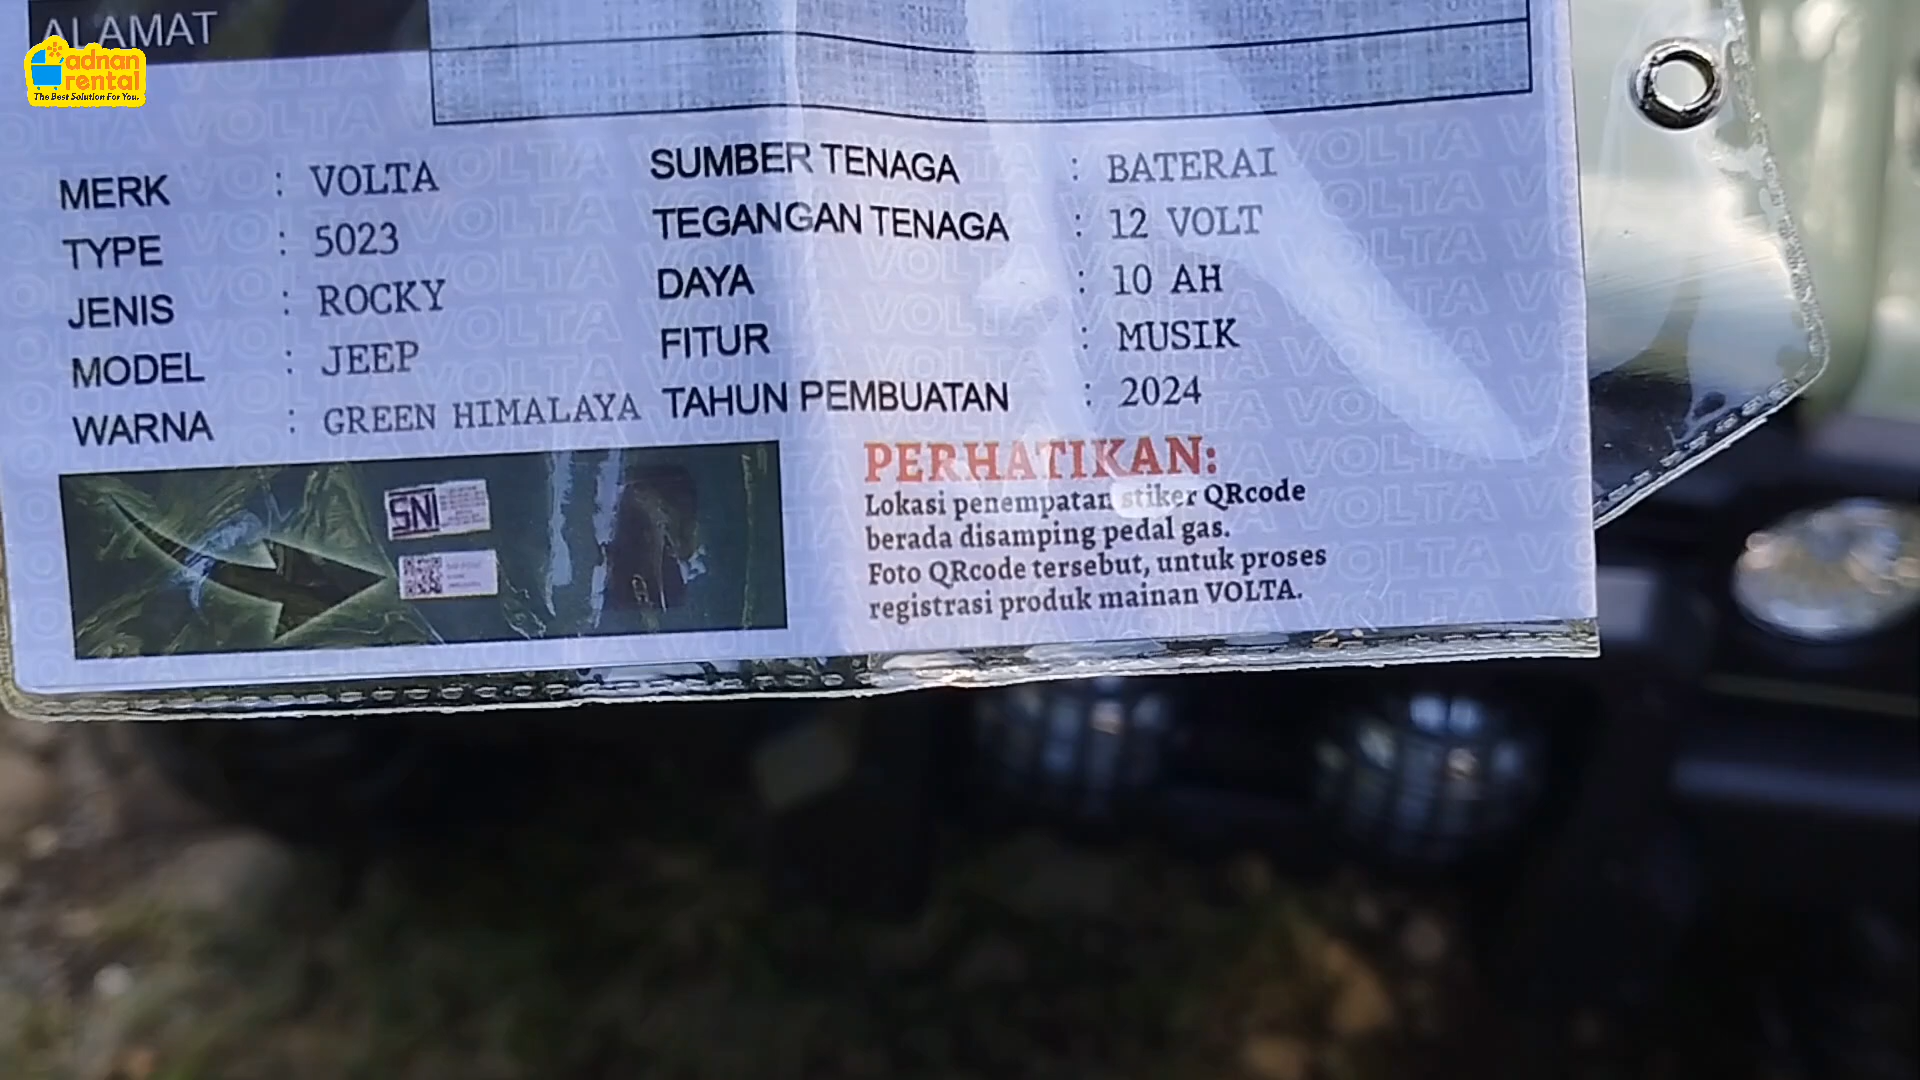 ALAMAT
adnan
rental
The Best Solution For You.
MERK : VOLTA
TYPE : 5023
JENIS : ROCKY
MODEL : JEEP
WARNA : GREEN HIMALAYA
SUMBER TENAGA : BATERAI
TEGANGAN TENAGA : 12 VOLT
DAYA : 10 AH
FITUR : MUSIK
TAHUN PEMBUATAN : 2024
SNI
PERHATIKAN:
Lokasi penempatan stiker QRcode
berada disamping pedal gas.
Foto QRcode tersebut, untuk proses
registrasi produk mainan VOLTA.